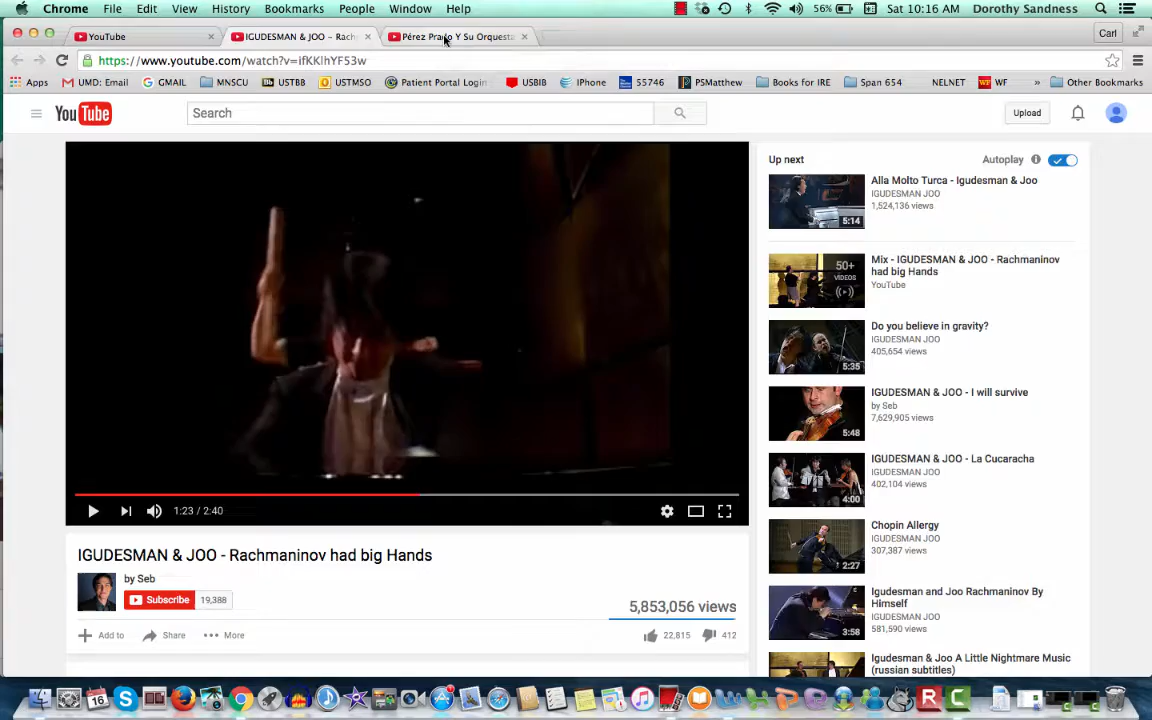 Chrome File Edit View History Bookmarks People Window Help 56% Sat 10:16 AM Dorothy Sandness
YouTube IGUDESMAN & JOO – Rach Pérez Prado Y Su Orquesta Carl
https://www.youtube.com/watch?v=ifKKlhYF53w
Apps UMD: Email GMAIL MNSCU USTBB USTMSO Patient Portal Login USBIB IPhone 55746 PSMatthew Books for IRE Span 654 NELNET WF » Other Bookmarks
YouTube Search Upload
Up next Autoplay
Alla Molto Turca - Igudesman & Joo
IGUDESMAN JOO
1,524,136 views
5:14
Mix - IGUDESMAN & JOO - Rachmaninov
had big Hands
YouTube
50+
VIDEOS
Do you believe in gravity?
IGUDESMAN JOO
405,654 views
5:35
IGUDESMAN & JOO - I will survive
by Seb
7,629,905 views
5:48
IGUDESMAN & JOO - La Cucaracha
IGUDESMAN JOO
402,104 views
4:00
Chopin Allergy
IGUDESMAN JOO
307,387 views
2:27
Igudesman and Joo Rachmaninov By
Himself
IGUDESMAN JOO
581,590 views
3:58
Igudesman & Joo A Little Nightmare Music
(russian subtitles)
1:23 / 2:40
IGUDESMAN & JOO - Rachmaninov had big Hands
by Seb
Subscribe 19,388
5,853,056 views
Add to Share More 22,815 412
16